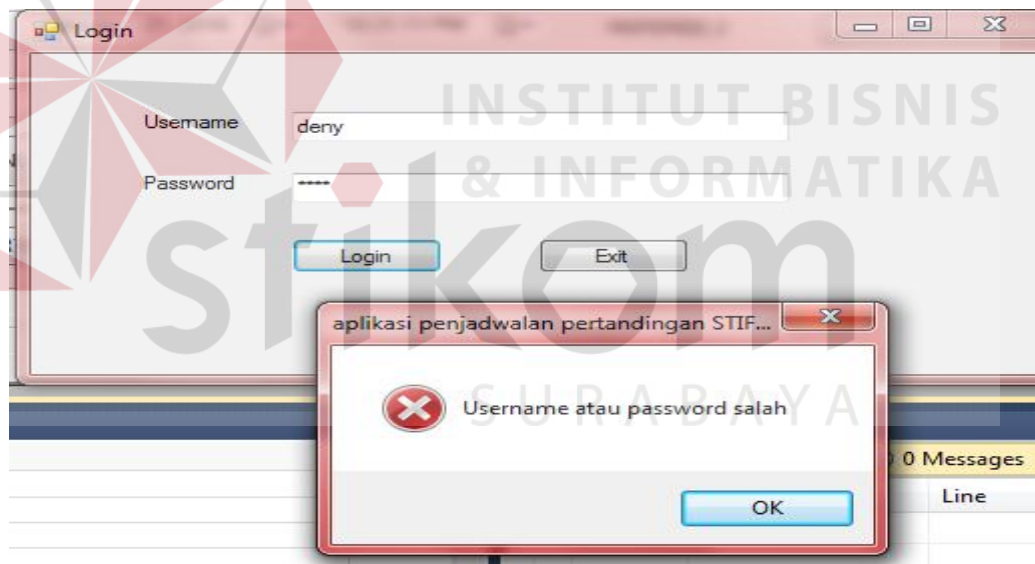 Login
INSTITUT BISNIS
& INFORMATIKA
stikom
SURABAYA
Username deny
Password ****
Login Exit
aplikasi penjadwalan pertandingan STIF...
Username atau password salah
OK
0 Messages
Line